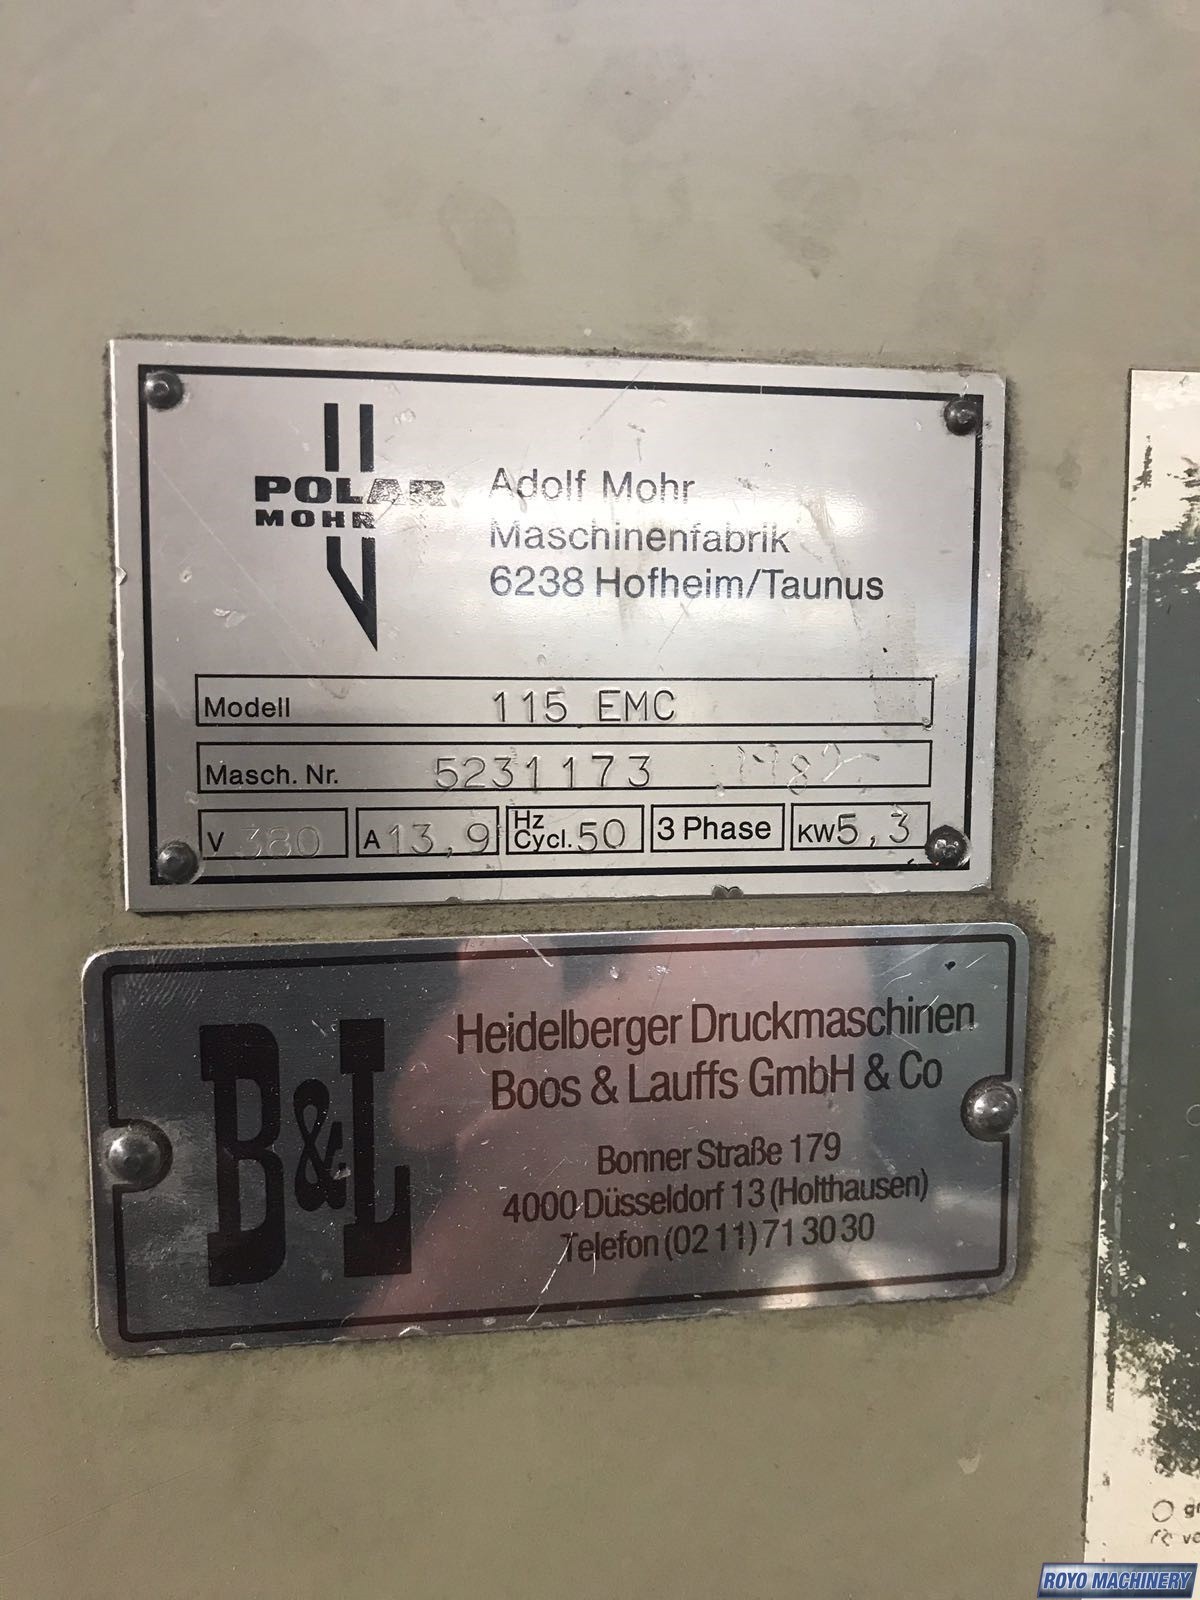 POLAR
MOHR
Adolf Mohr
Maschinenfabrik
6238 Hofheim/Taunus
Modell 115 EMC
Masch. Nr. 5231173
V 380 A 13,9 Hz Cycl. 50 3 Phase KW 5,3
B&L
Heidelberger Druckmaschinen
Boos & Lauffs GmbH & Co
Bonner Straße 179
4000 Düsseldorf 13 (Holthausen)
Telefon (02 11) 71 30 30
ROYO MACHINERY